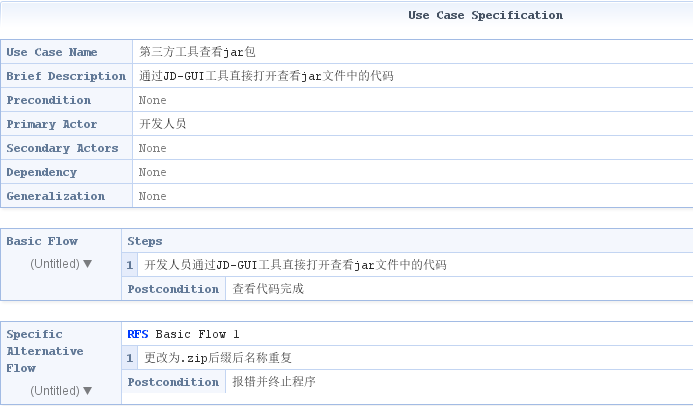 Use Case Specification
Use Case Name 第三方工具查看jar包
Brief Description 通过JD-GUI工具直接打开查看jar文件中的代码
Precondition None
Primary Actor 开发人员
Secondary Actors None
Dependency None
Generalization None
Basic Flow Steps
(Untitled) ▼
1 开发人员通过JD-GUI工具直接打开查看jar文件中的代码
Postcondition 查看代码完成
Specific Alternative Flow
(Untitled) ▼
RFS Basic Flow 1
1 更改为.zip后缀后名称重复
Postcondition 报错并终止程序